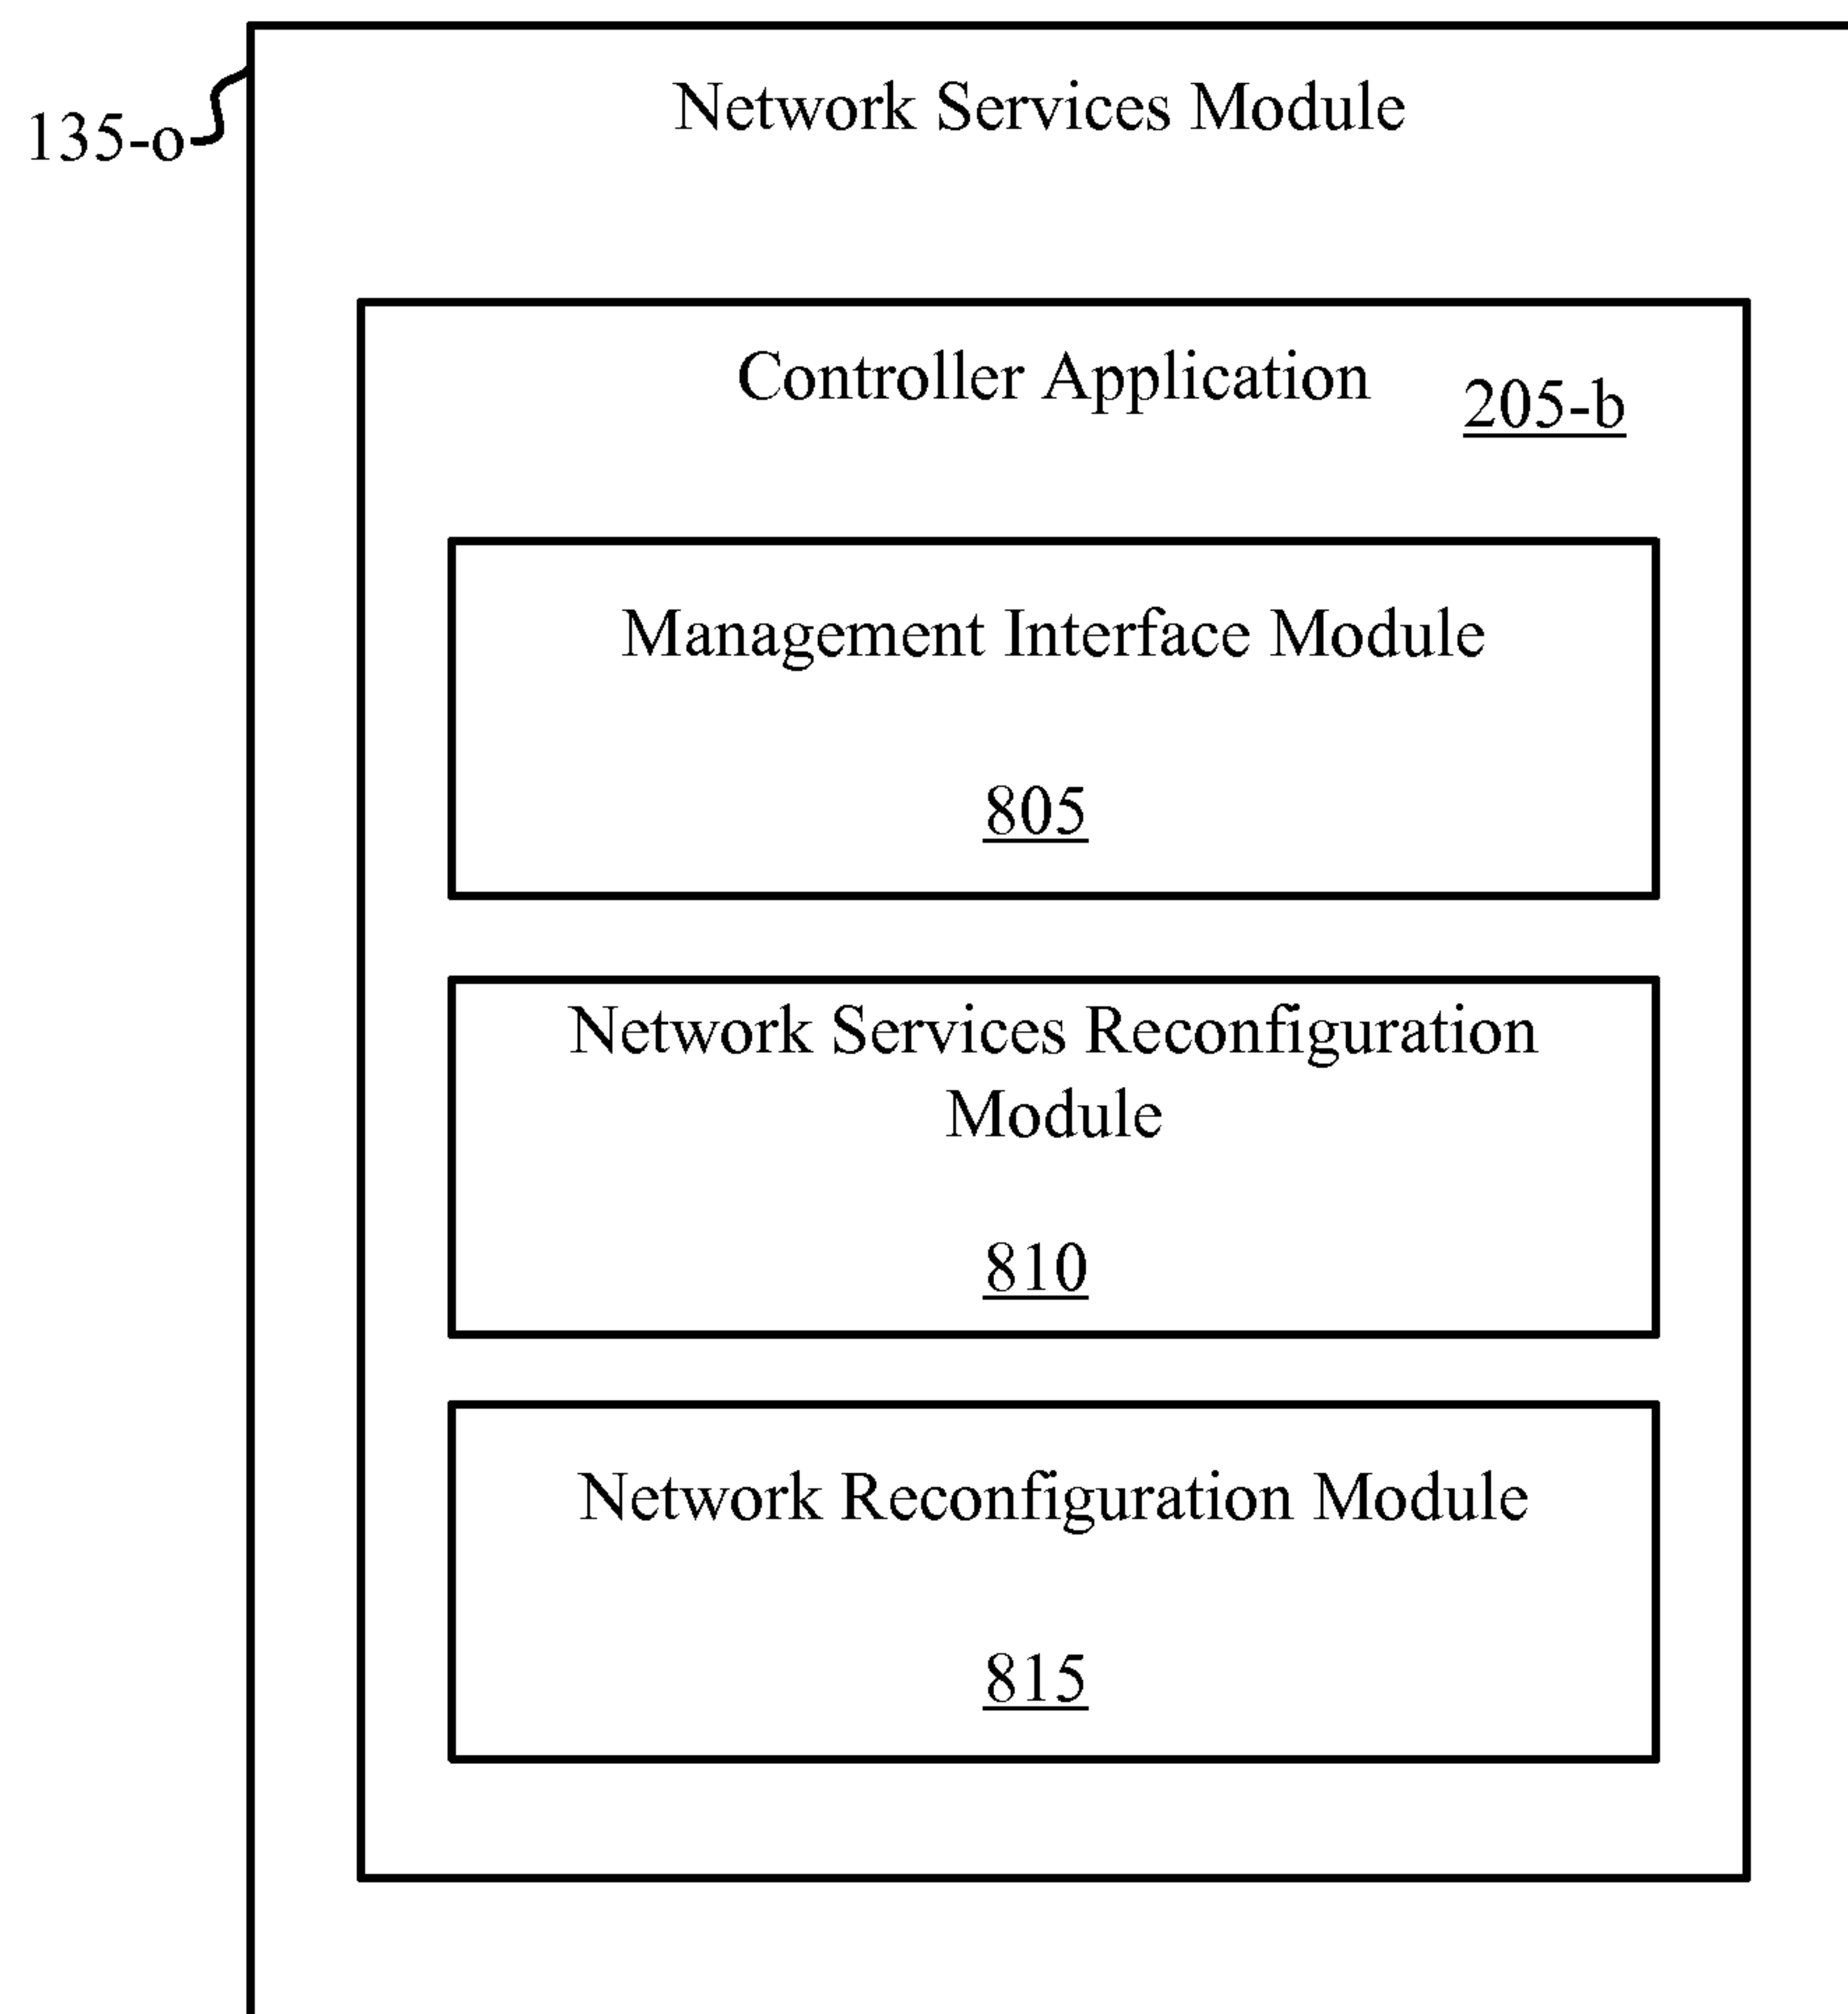 Network Services Module
135-o
Controller Application
205-b
Management Interface Module
805
Network Services Reconfiguration
Module
810
Network Reconfiguration Module
815